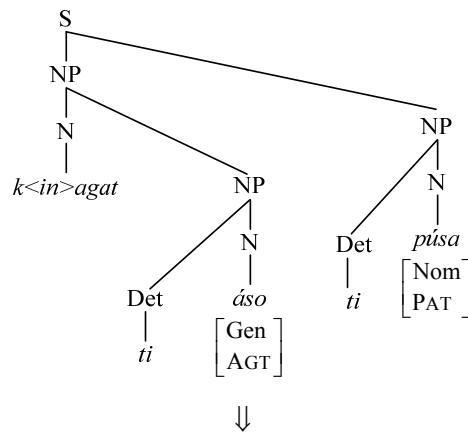 S
NP
N NP
k<in>agat NP N
N Det púsa
Det áso ti [Nom
ti [Gen PAT]
AGT]
⇓